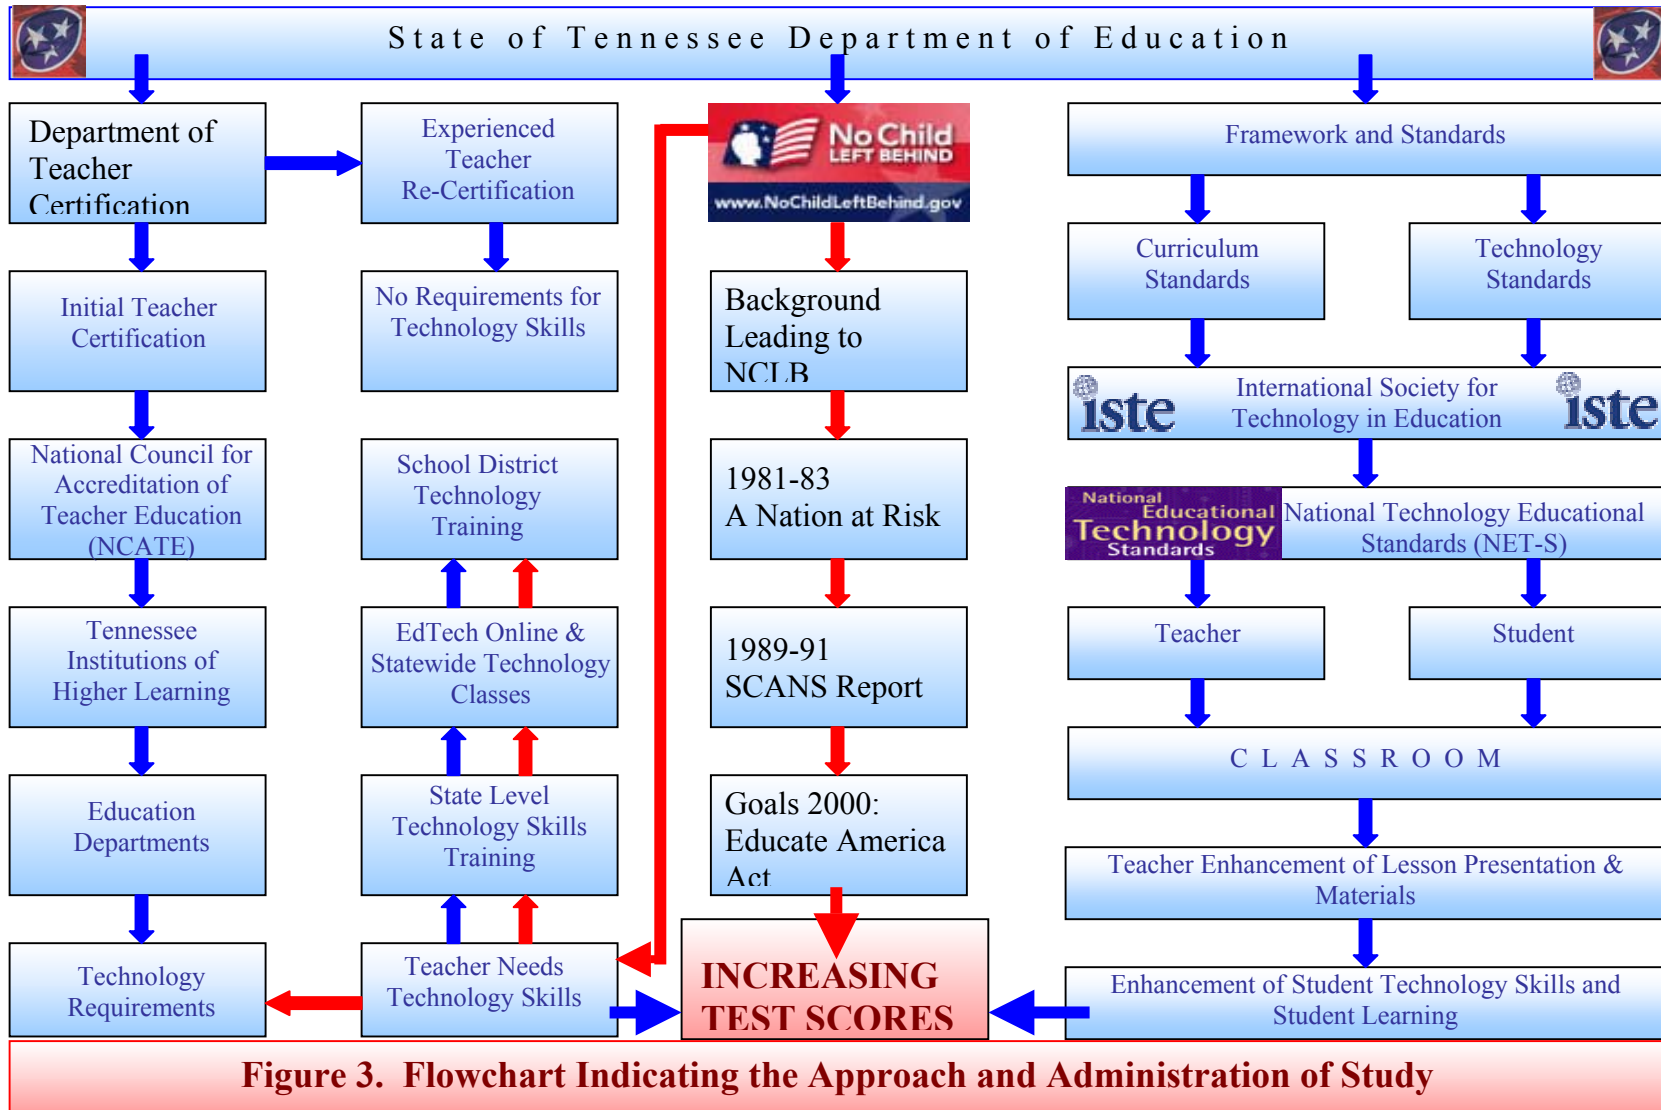 State of Tennessee Department of Education
Department of
Teacher
Certification
Experienced
Teacher
Re-Certification
No Child
LEFT BEHIND
www.NoChildLeftBehind.gov
Framework and Standards
Curriculum
Standards
Technology
Standards
Initial Teacher
Certification
No Requirements for
Technology Skills
Background
Leading to
NCLB
iste
International Society for
Technology in Education
iste
National Council for
Accreditation of
Teacher Education
(NCATE)
School District
Technology
Training
1981-83
A Nation at Risk
National
Educational
Technology
Standards
National Technology Educational
Standards (NET-S)
Tennessee
Institutions of
Higher Learning
EdTech Online &
Statewide Technology
Classes
1989-91
SCANS Report
Teacher
Student
CLASSROOM
Education
Departments
State Level
Technology Skills
Training
Goals 2000:
Educate America
Act
Teacher Enhancement of Lesson Presentation &
Materials
Technology
Requirements
Teacher Needs
Technology Skills
INCREASING
TEST SCORES
Enhancement of Student Technology Skills and
Student Learning
Figure 3. Flowchart Indicating the Approach and Administration of Study